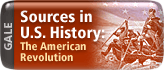 GALE
Sources in
U.S. History:
The American
Revolution